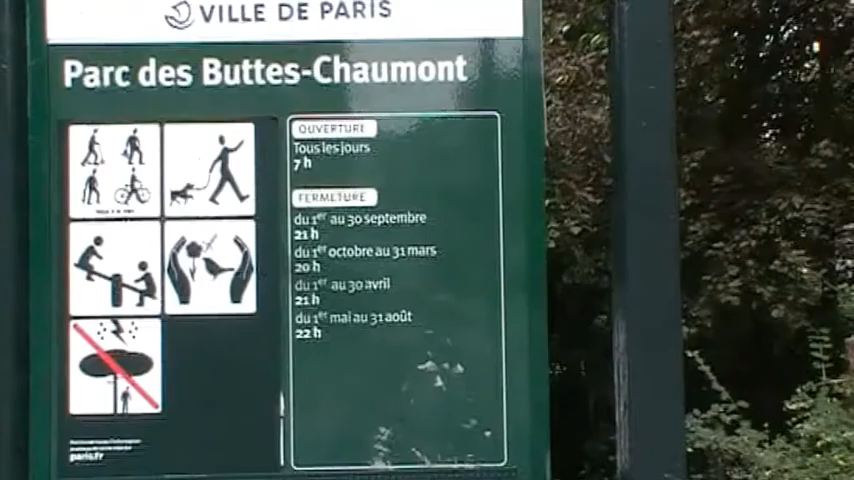 VILLE DE PARIS
Parc des Buttes-Chaumont
OUVERTURE
Tous les jours
7 h
FERMETURE
du 1er au 30 septembre
21 h
du 1er octobre au 31 mars
20 h
du 1er au 30 avril
21 h
du 1er mai au 31 août
22 h
paris.fr